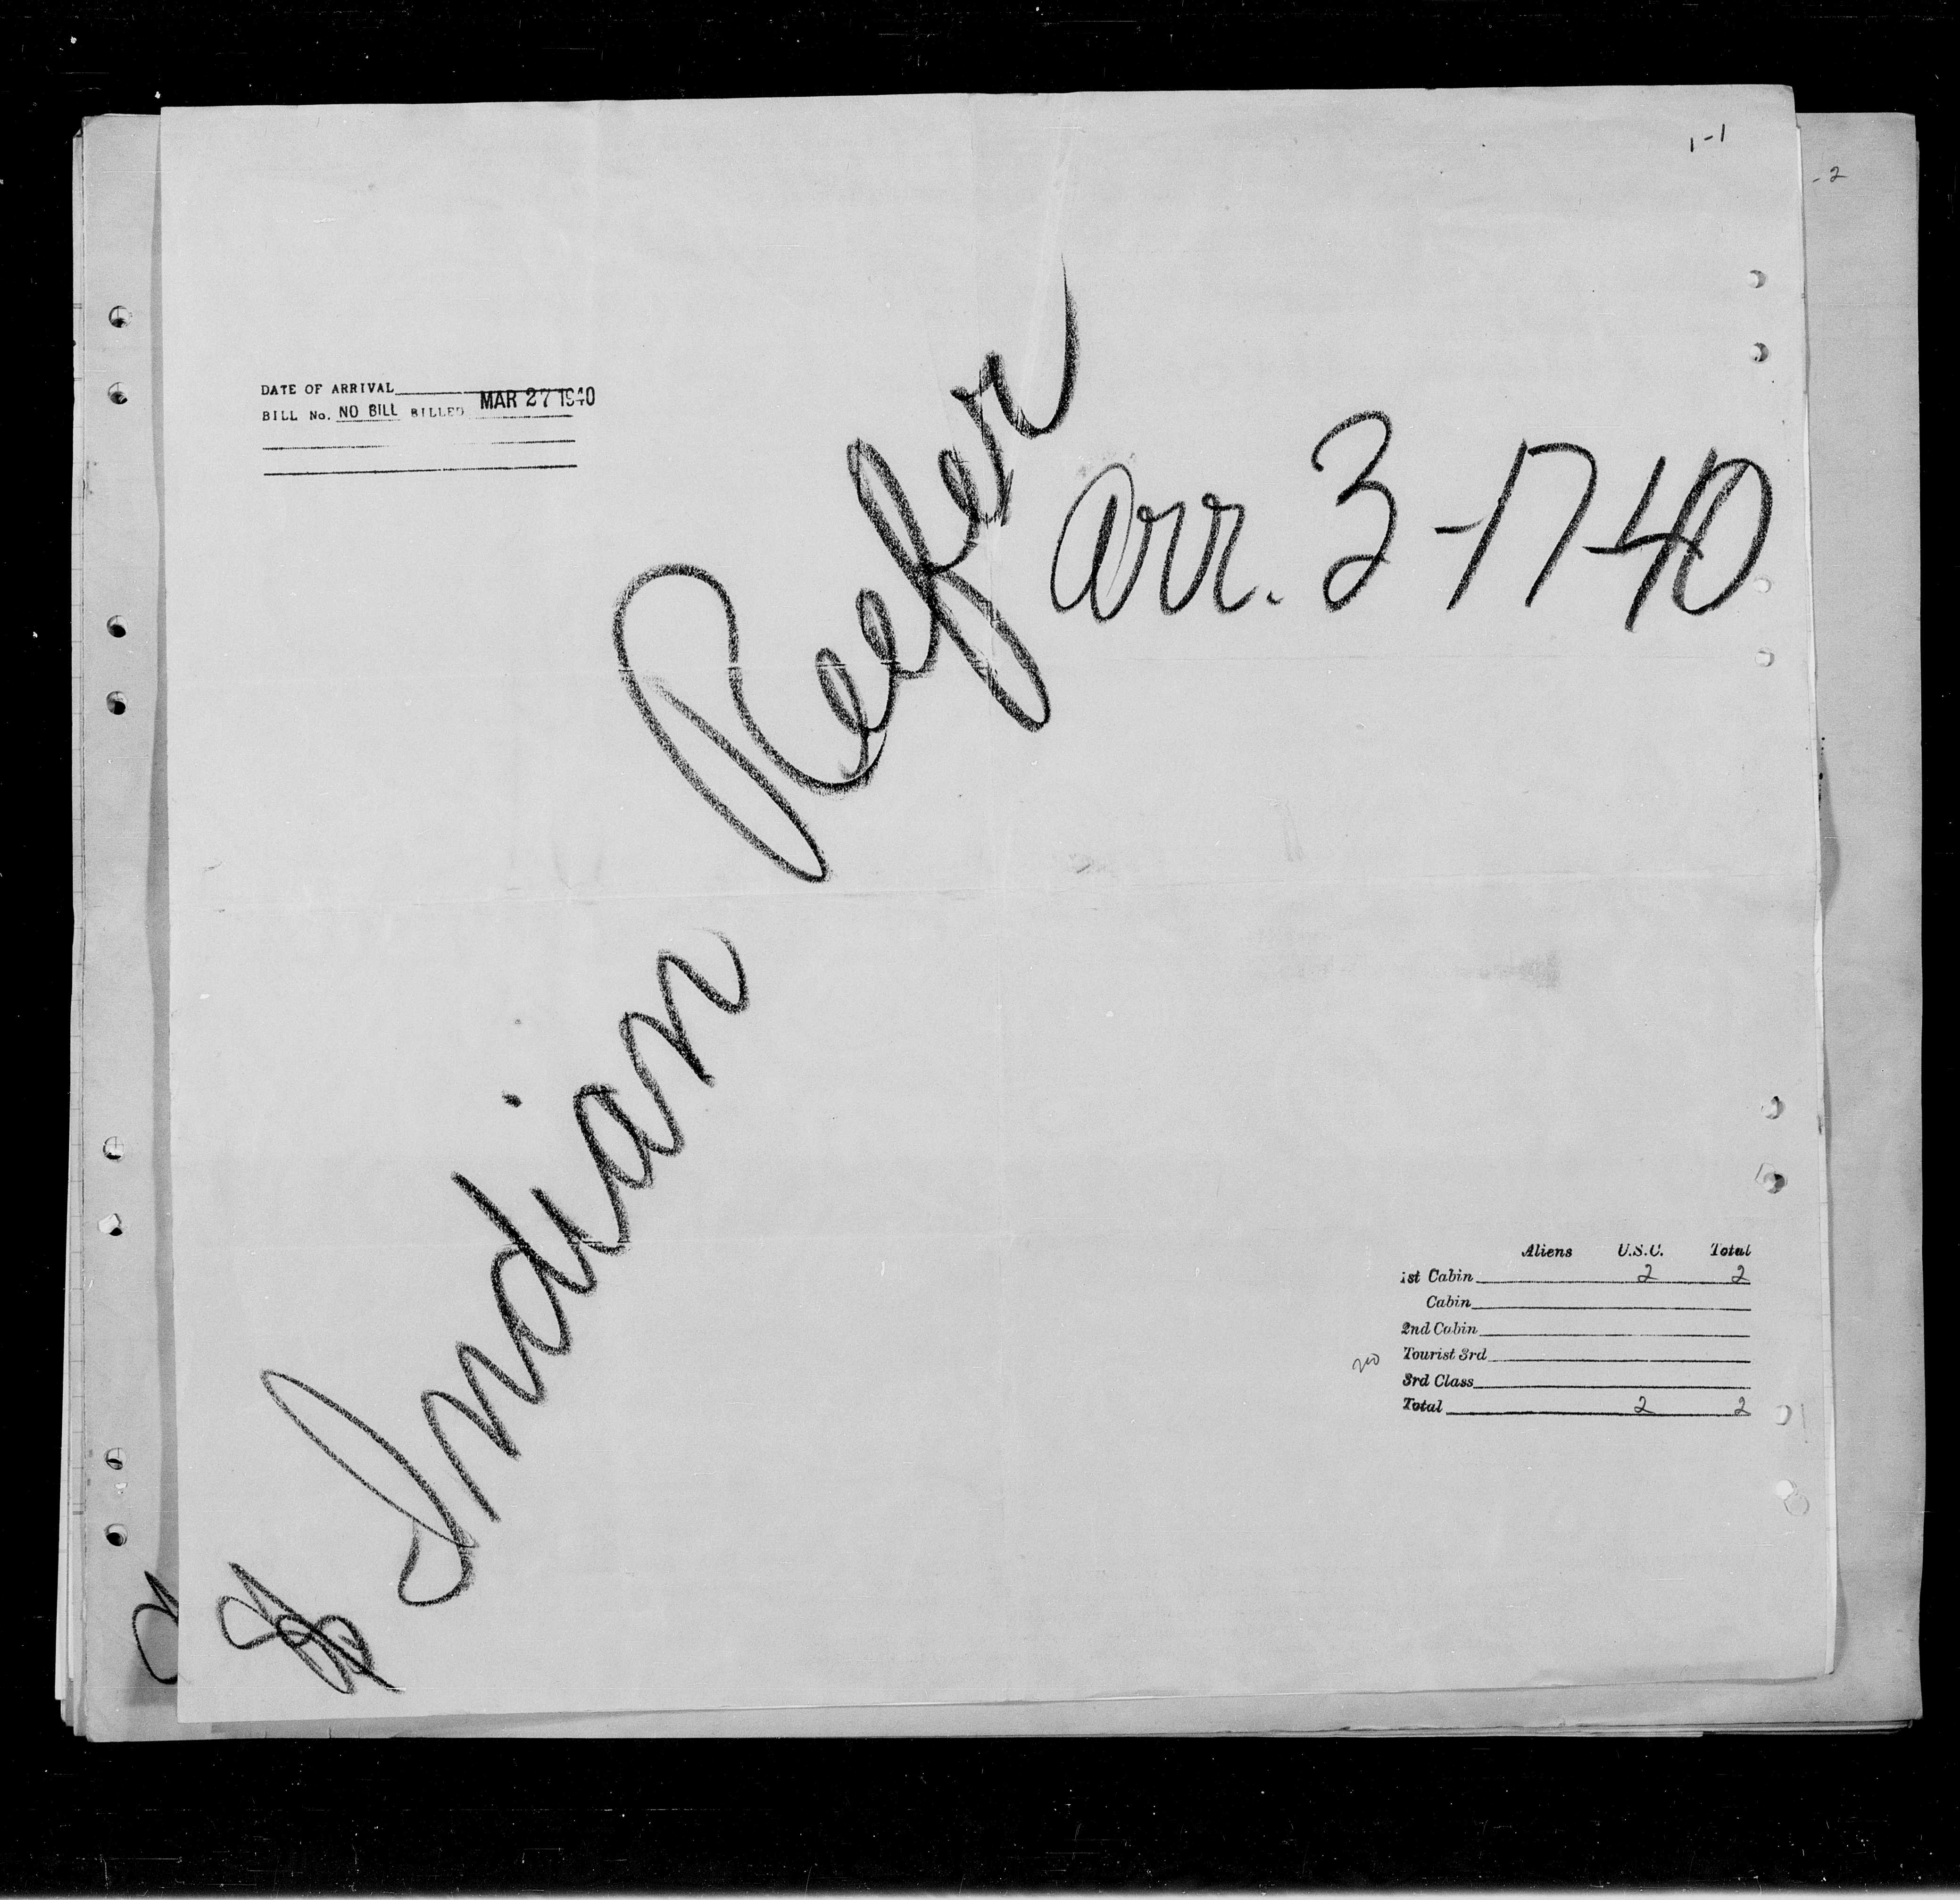 1-1
-2
DATE OF ARRIVAL
BILL No. NO BILL BILLED MAR 27 1940
Indian Reefer
Arr. 3-17-40
Aliens U.S.C. Total
1st Cabin 2 2
Cabin
2nd Cabin
Tourist 3rd
3rd Class
Total 2 2